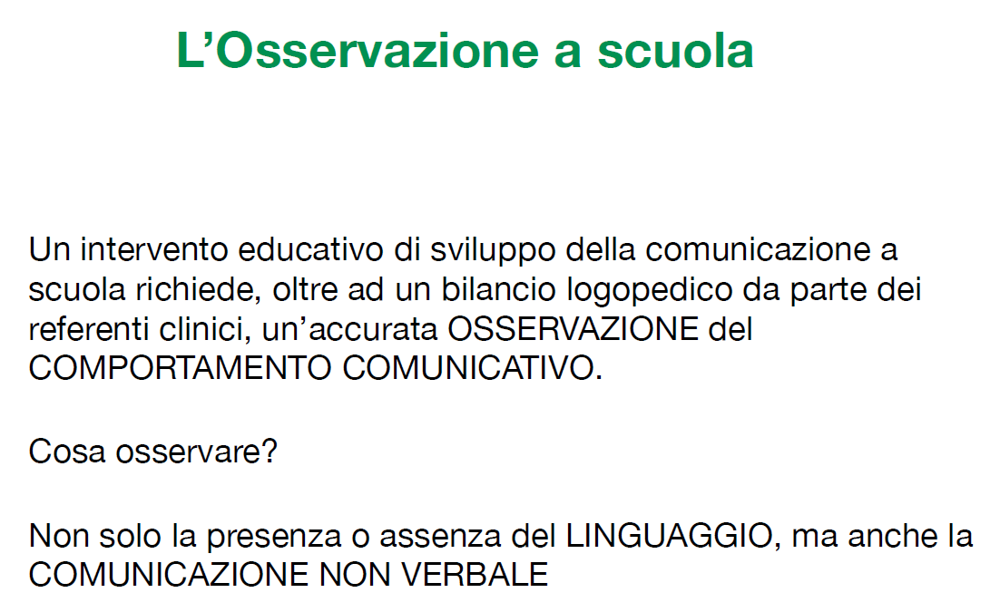 L’Osservazione a scuola
Un intervento educativo di sviluppo della comunicazione a
scuola richiede, oltre ad un bilancio logopedico da parte dei
referenti clinici, un’accurata OSSERVAZIONE del
COMPORTAMENTO COMUNICATIVO.
Cosa osservare?
Non solo la presenza o assenza del LINGUAGGIO, ma anche la
COMUNICAZIONE NON VERBALE